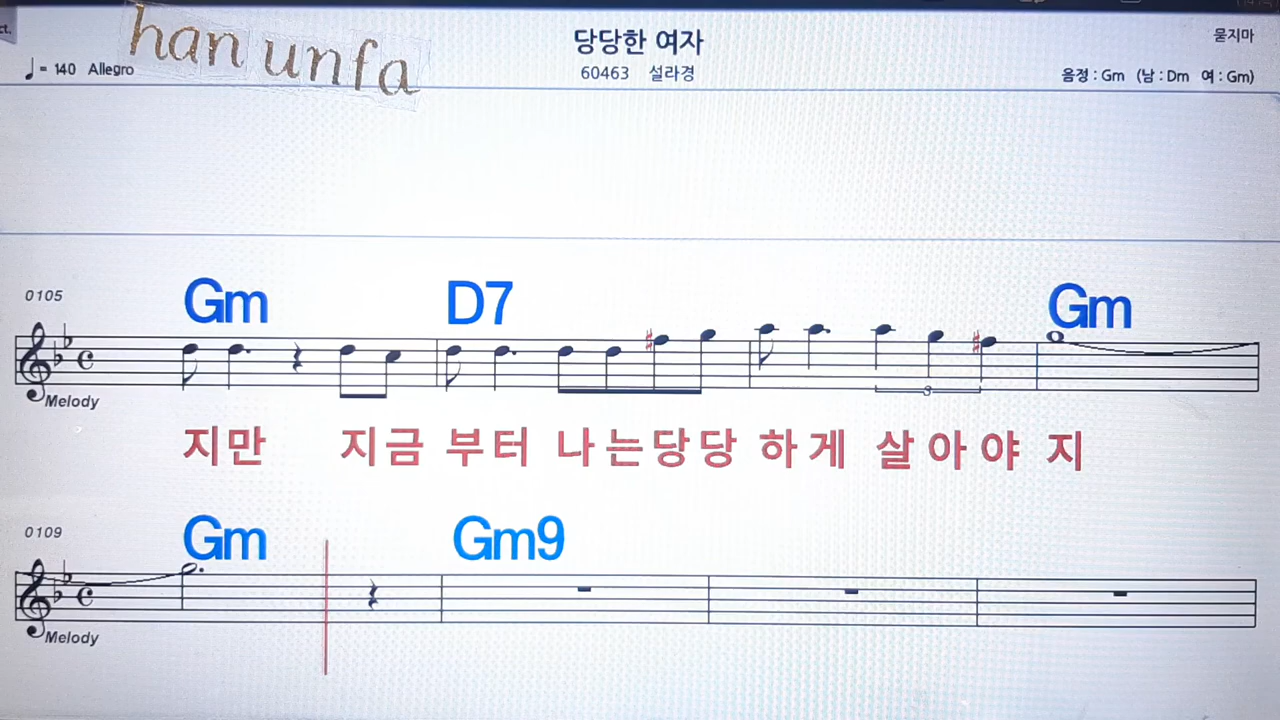 ct.
han unfa
당당한 여자
묻지마
♩= 140 Allegro
60463 설라경
음정 : Gm (남 : Dm 여 : Gm)
0105
Gm D7 Gm
3
Melody
지만 지금 부터 나는당당 하게 살아야 지
0109
Gm Gm9
Melody